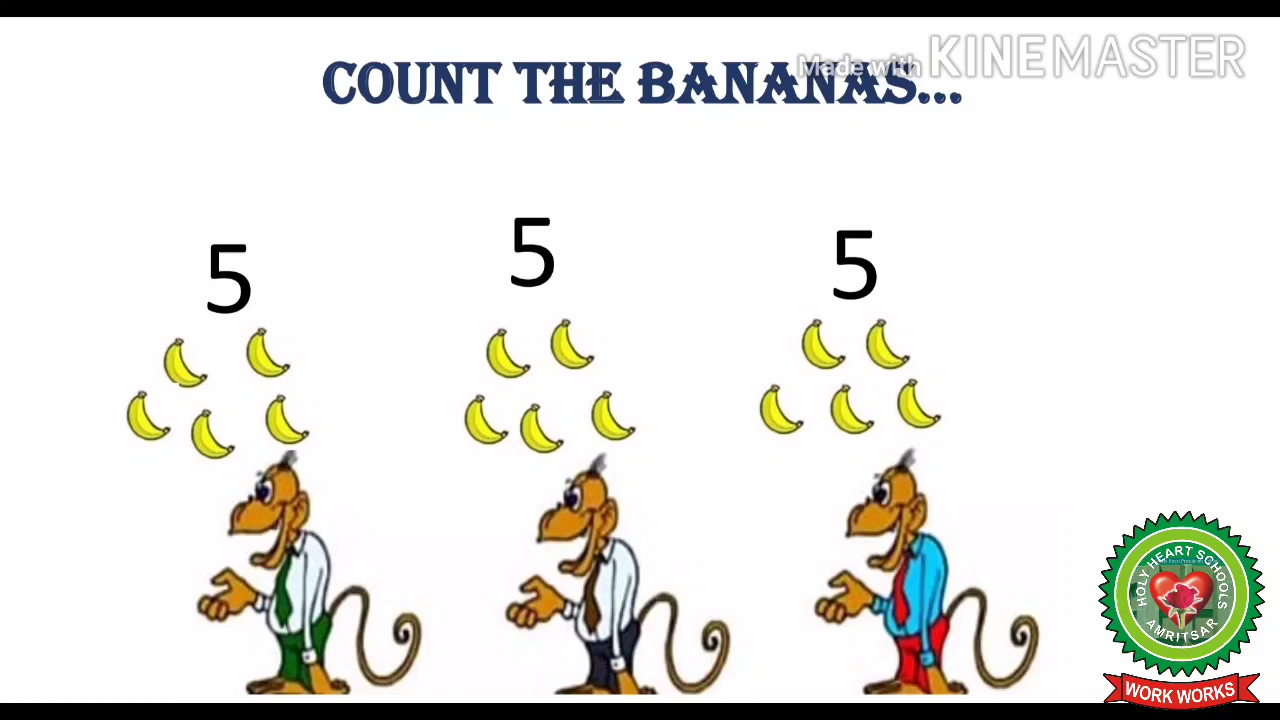 Made with KINEMASTER
COUNT THE BANANAS...
5 5 5
HOLY HEART SCHOOLS
AMRITSAR
WORK WORKS